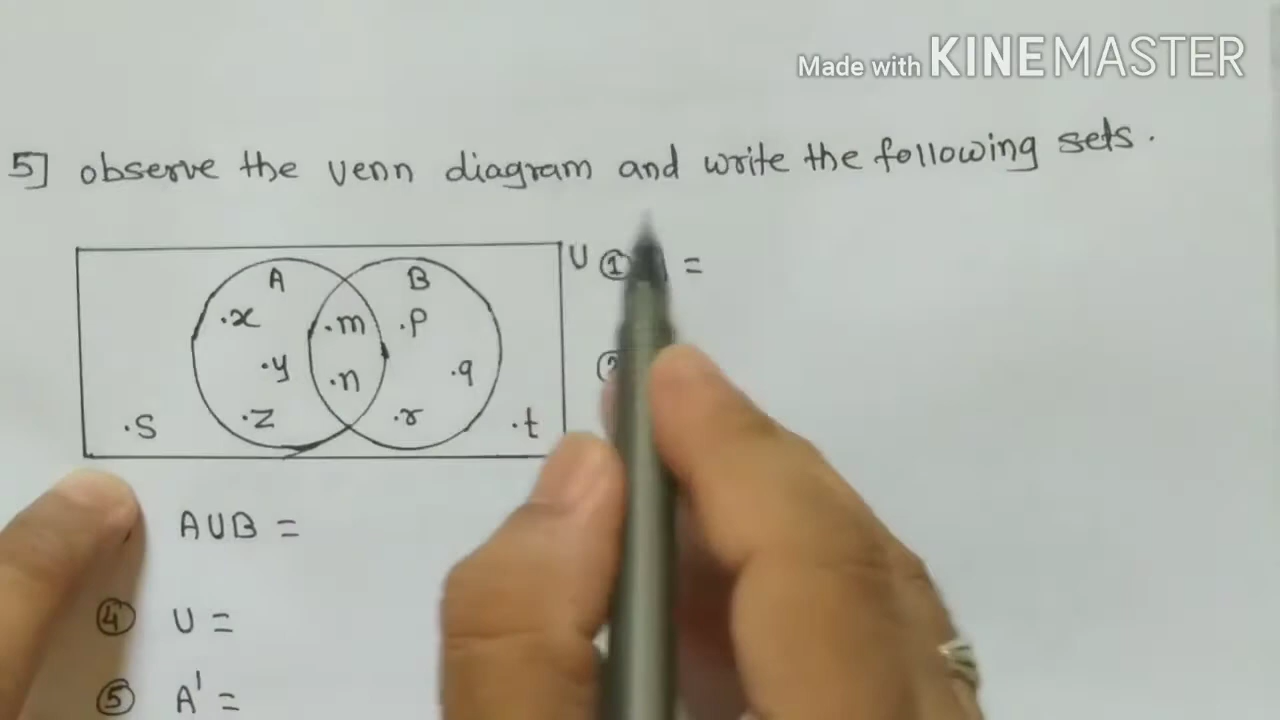 Made with KINEMASTER
5] observe the venn diagram and write the following sets.
U
A B
.x .m .p
.y .n .q
.z .r
.s .t
① =
AUB =
④ U =
⑤ A' =